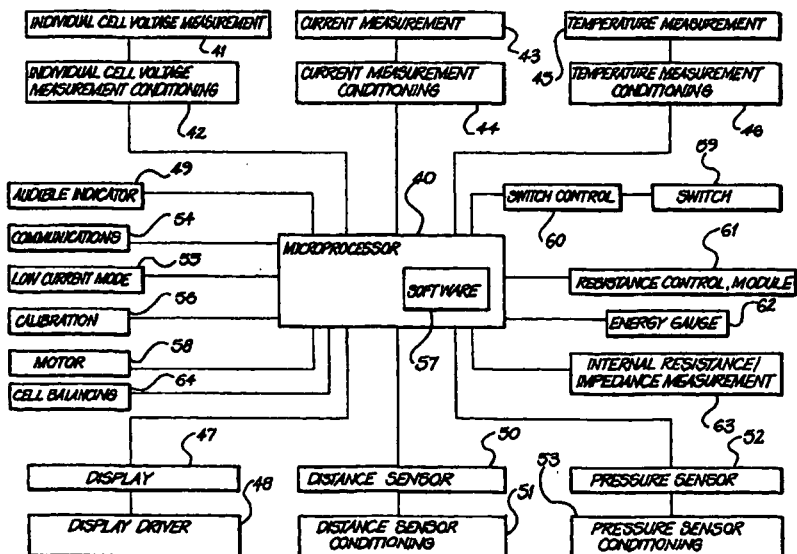 INDIVIDUAL CELL VOLTAGE MEASUREMENT
41
CURRENT MEASUREMENT
43
TEMPERATURE MEASUREMENT
45
INDIVIDUAL CELL VOLTAGE
MEASUREMENT CONDITIONING
42
CURRENT MEASUREMENT
CONDITIONING
44
TEMPERATURE MEASUREMENT
CONDITIONING
46
49
AUDIBLE INDICATOR
54
COMMUNICATIONS
55
LOW CURRENT MODE
56
CALIBRATION
58
MOTOR
64
CELL BALANCING
40
MICROPROCESSOR
SOFTWARE
57
59
SWITCH CONTROL
SWITCH
60
61
RESISTANCE CONTROL, MODULE
ENERGY GAUGE
62
INTERNAL RESISTANCE/
IMPEDANCE MEASUREMENT
63
47
DISPLAY
DISPLAY DRIVER
48
50
DISTANCE SENSOR
51
DISTANCE SENSOR
CONDITIONING
52
PRESSURE SENSOR
53
PRESSURE SENSOR
CONDITIONING